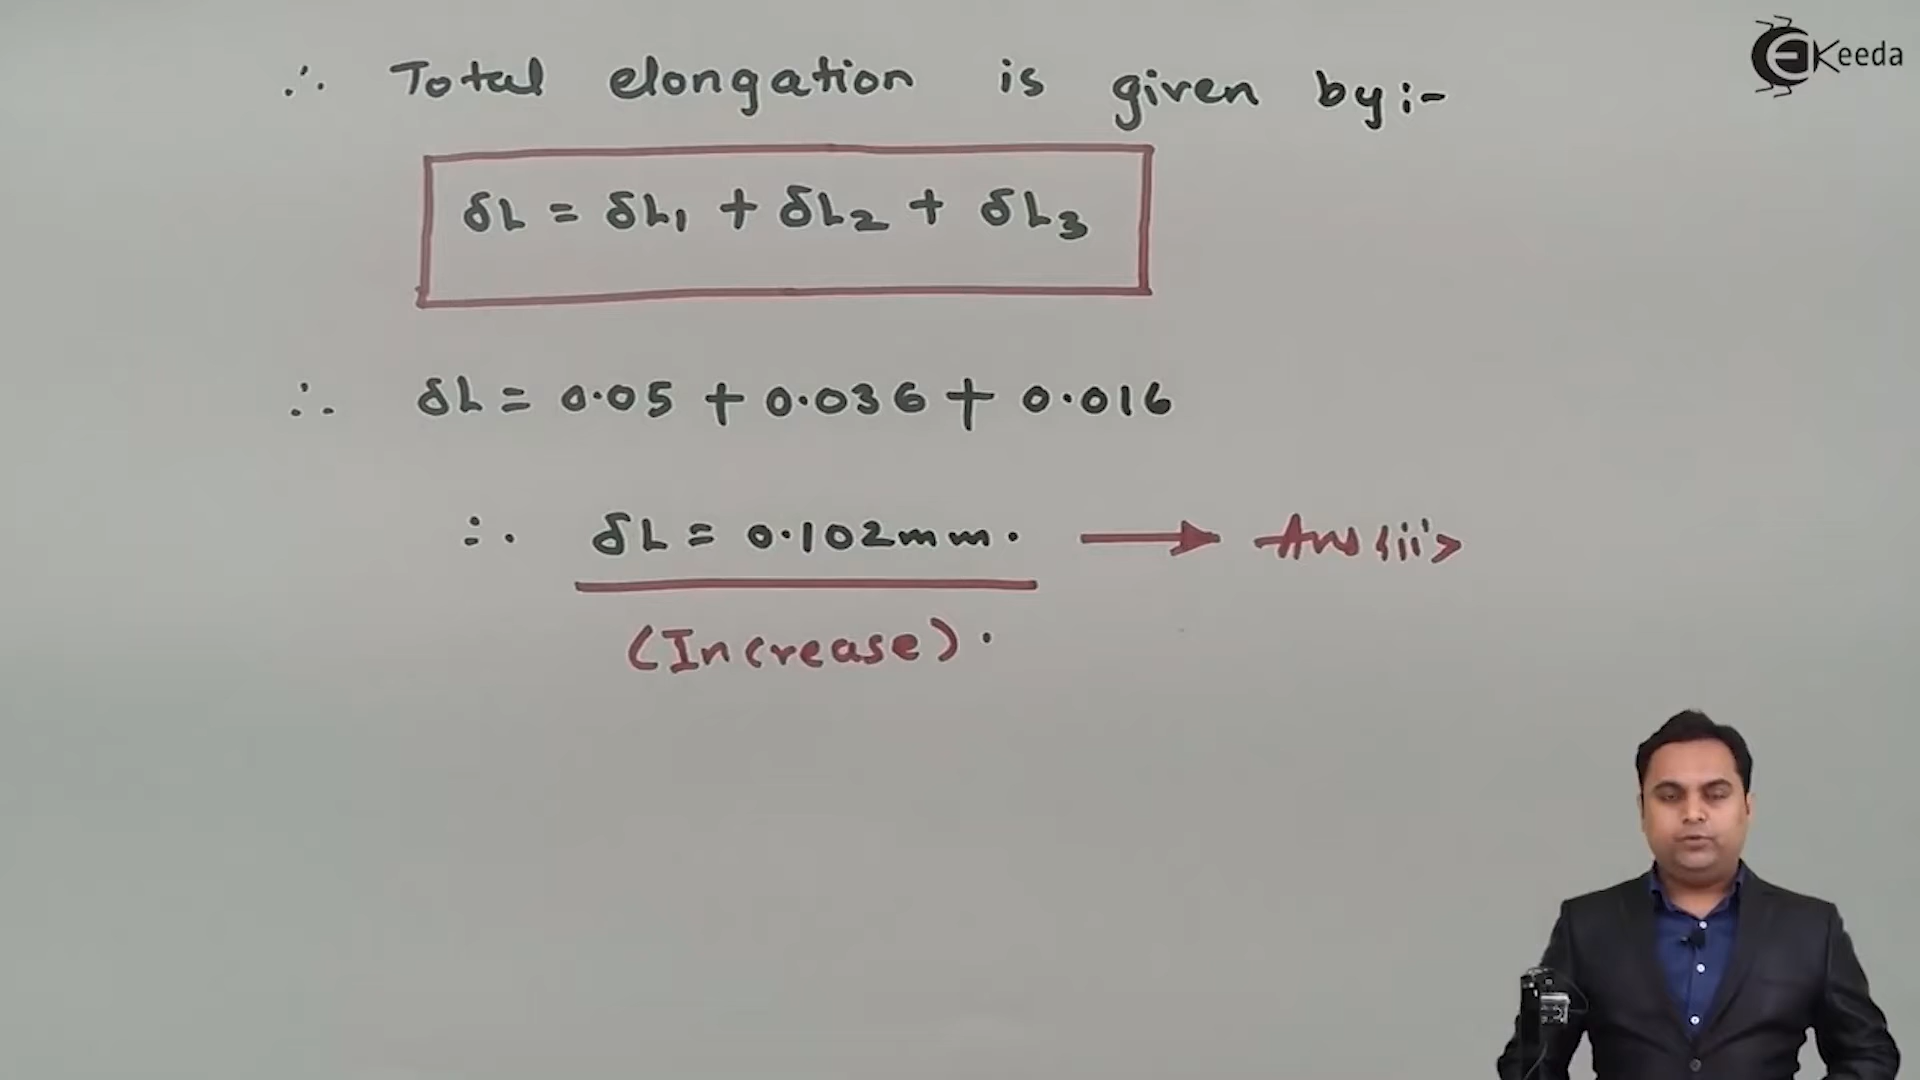 EKeeda
∴ Total elongation is given by:-
δL = δL₁ + δL₂ + δL₃
∴ δL = 0.05 + 0.036 + 0.016
∴ δL = 0.102mm. → Ans <ii>
(Increase).